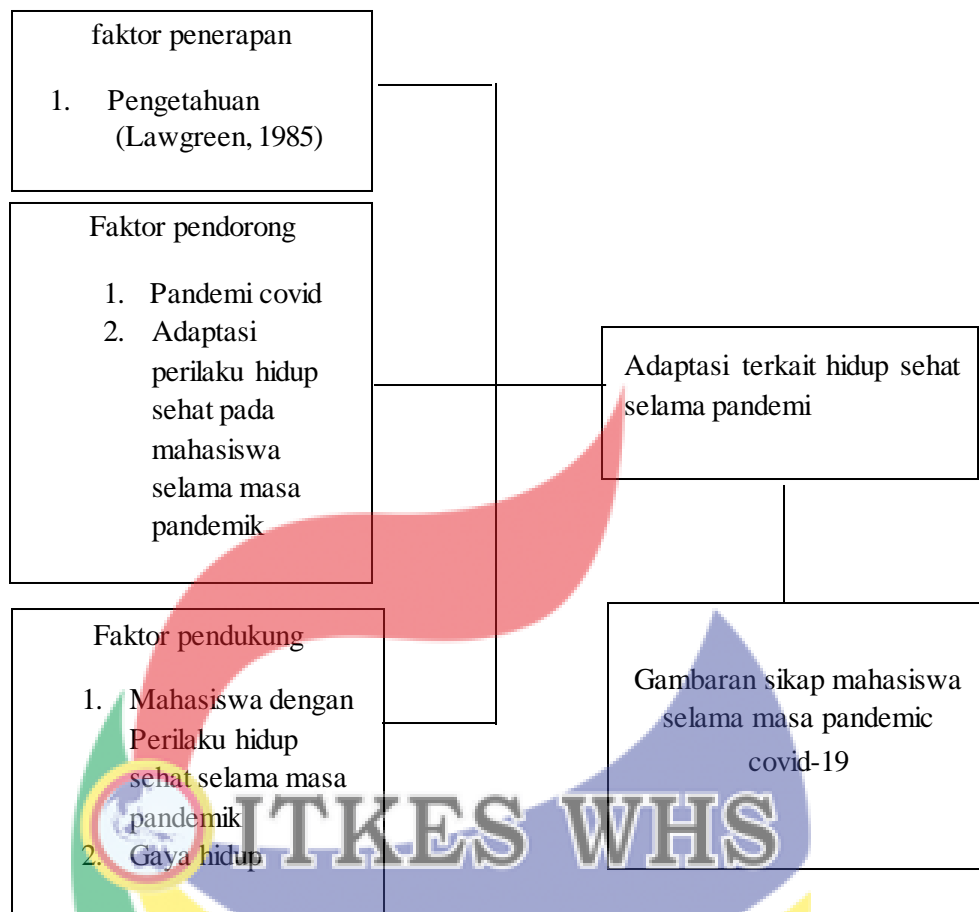 faktor penerapan
1. Pengetahuan
(Lawgreen, 1985)
Faktor pendorong
1. Pandemi covid
2. Adaptasi
perilaku hidup
sehat pada
mahasiswa
selama masa
pandemik
Faktor pendukung
1. Mahasiswa dengan
Perilaku hidup
sehat selama masa
pandemik
2. Gaya hidup
Adaptasi terkait hidup sehat
selama pandemi
Gambaran sikap mahasiswa
selama masa pandemic
covid-19
ITKES WHS